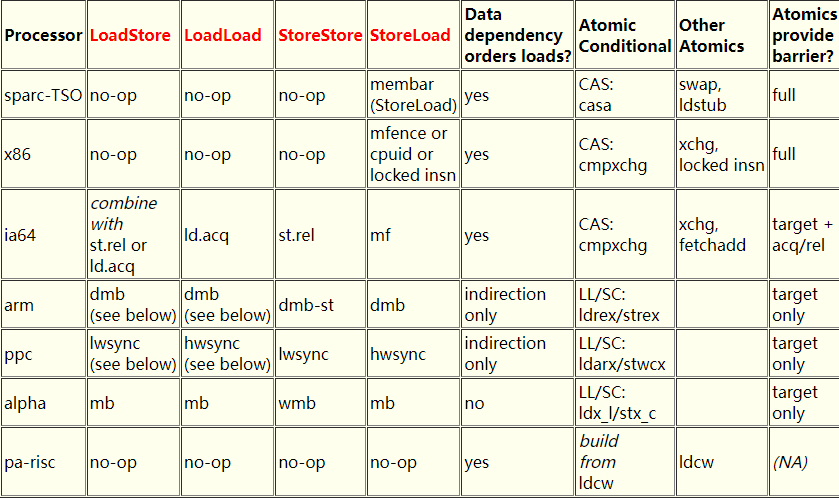 Processor LoadStore LoadLoad StoreStore StoreLoad Data dependency orders loads? Atomic Conditional Other Atomics Atomics provide barrier?
sparc-TSO no-op no-op no-op membar (StoreLoad) yes CAS: casa swap, ldstub full
x86 no-op no-op no-op mfence or cpuid or locked insn yes CAS: cmpxchg xchg, locked insn full
ia64 combine with st.rel or ld.acq ld.acq st.rel mf yes CAS: cmpxchg xchg, fetchadd target + acq/rel
arm dmb (see below) dmb (see below) dmb-st dmb indirection only LL/SC: ldrex/strex target only
ppc lwsync (see below) hwsync (see below) lwsync hwsync indirection only LL/SC: ldarx/stwcx target only
alpha mb mb wmb mb no LL/SC: ldx_l/stx_c target only
pa-risc no-op no-op no-op no-op yes build from ldcw ldcw (NA)